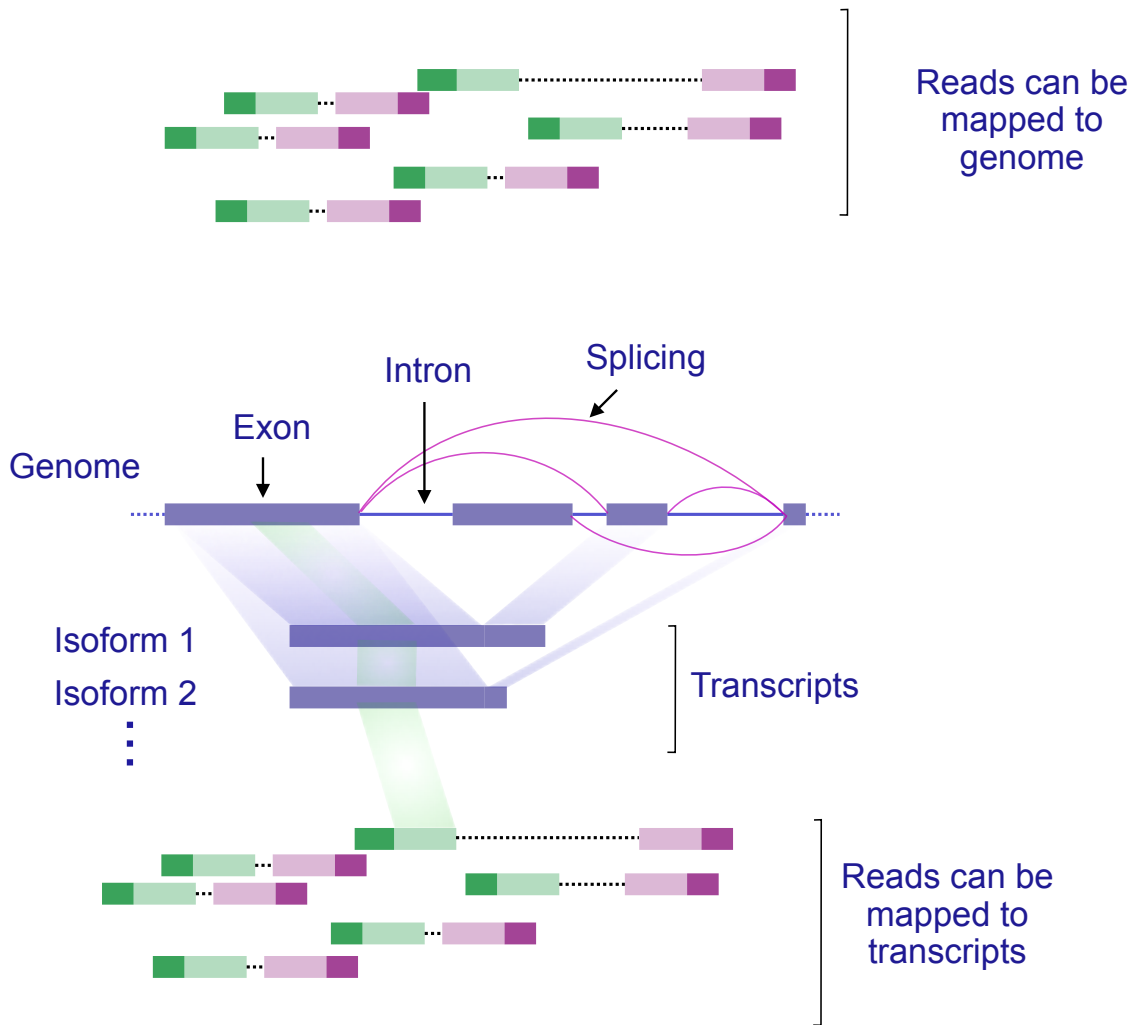 Reads can be
mapped to
genome
Splicing
Intron
Exon
Genome
Isoform 1
Isoform 2
Transcripts
Reads can be
mapped to
transcripts